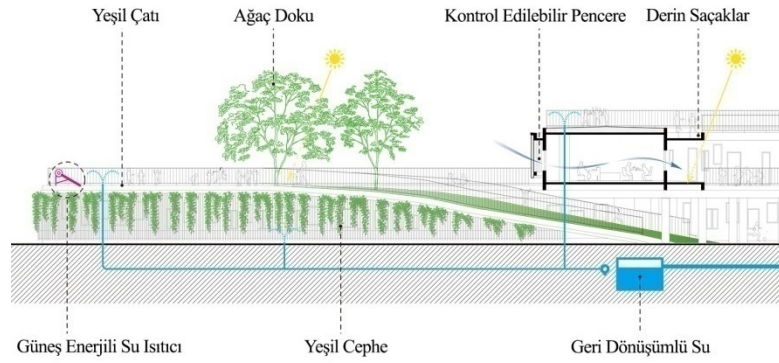 Yeşil Çatı
Ağaç Doku
Kontrol Edilebilir Pencere
Derin Saçaklar
Güneş Enerjili Su Isıtıcı
Yeşil Cephe
Geri Dönüşümlü Su